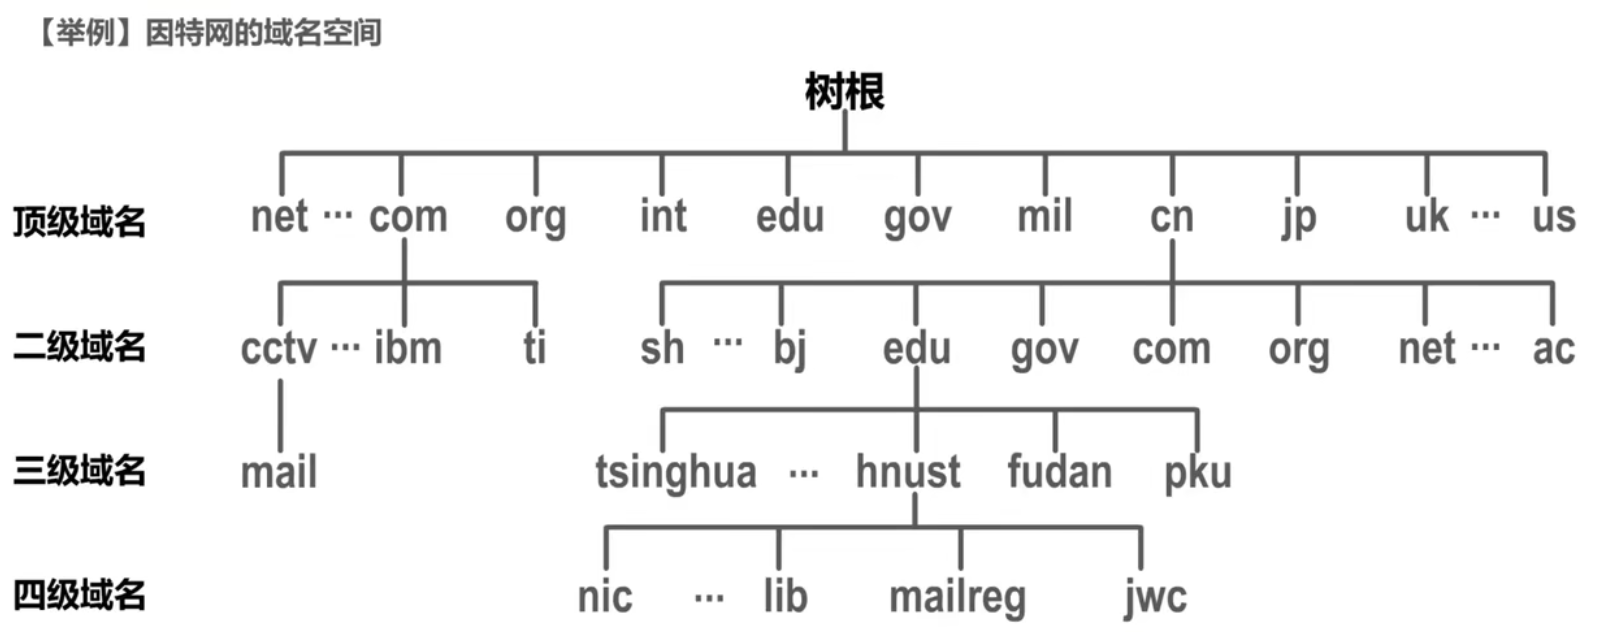 【举例】因特网的域名空间
树根
顶级域名 net ··· com org int edu gov mil cn jp uk ··· us
二级域名 cctv ··· ibm ti sh ··· bj edu gov com org net ··· ac
三级域名 mail tsinghua ··· hnust fudan pku
四级域名 nic ··· lib mailreg jwc